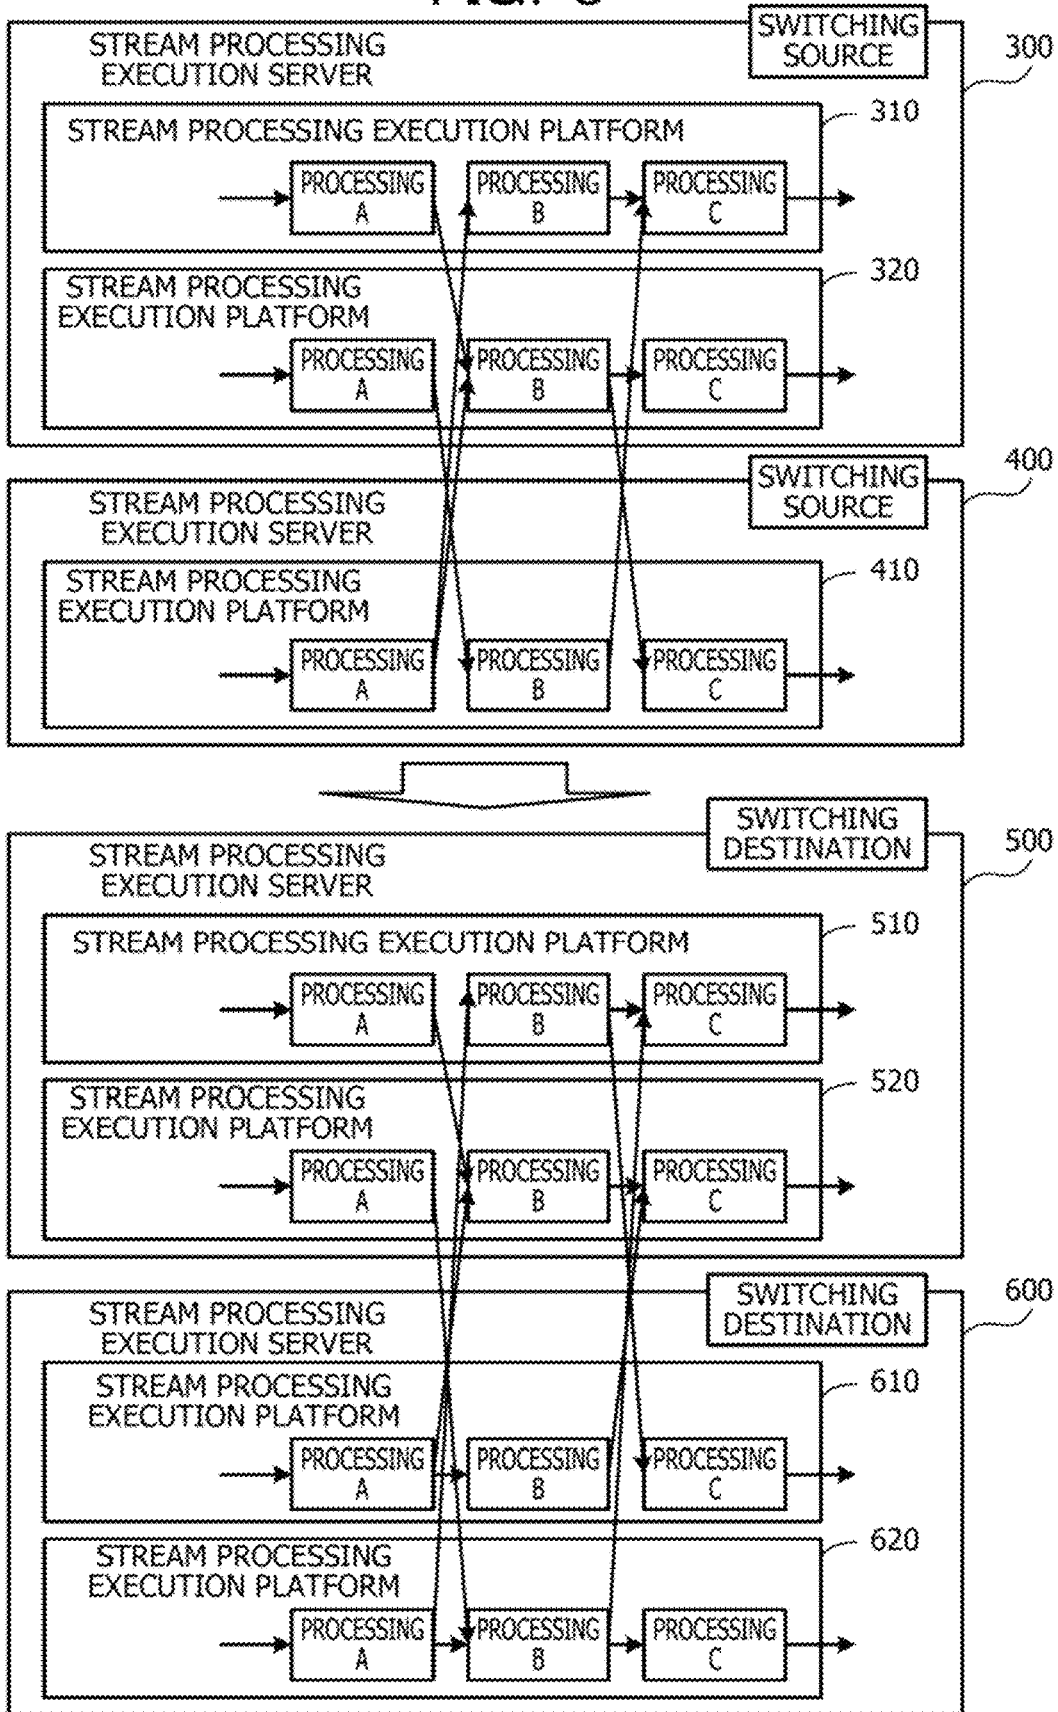 SWITCHING
SOURCE
300
STREAM PROCESSING
EXECUTION SERVER
310
STREAM PROCESSING EXECUTION PLATFORM
PROCESSING
A
PROCESSING
B
PROCESSING
C
320
STREAM PROCESSING
EXECUTION PLATFORM
PROCESSING
A
PROCESSING
B
PROCESSING
C
SWITCHING
SOURCE
400
STREAM PROCESSING
EXECUTION SERVER
410
STREAM PROCESSING
EXECUTION PLATFORM
PROCESSING
A
PROCESSING
B
PROCESSING
C
SWITCHING
DESTINATION
500
STREAM PROCESSING
EXECUTION SERVER
510
STREAM PROCESSING EXECUTION PLATFORM
PROCESSING
A
PROCESSING
B
PROCESSING
C
520
STREAM PROCESSING
EXECUTION PLATFORM
PROCESSING
A
PROCESSING
B
PROCESSING
C
SWITCHING
DESTINATION
600
STREAM PROCESSING
EXECUTION SERVER
610
STREAM PROCESSING
EXECUTION PLATFORM
PROCESSING
A
PROCESSING
B
PROCESSING
C
620
STREAM PROCESSING
EXECUTION PLATFORM
PROCESSING
A
PROCESSING
B
PROCESSING
C